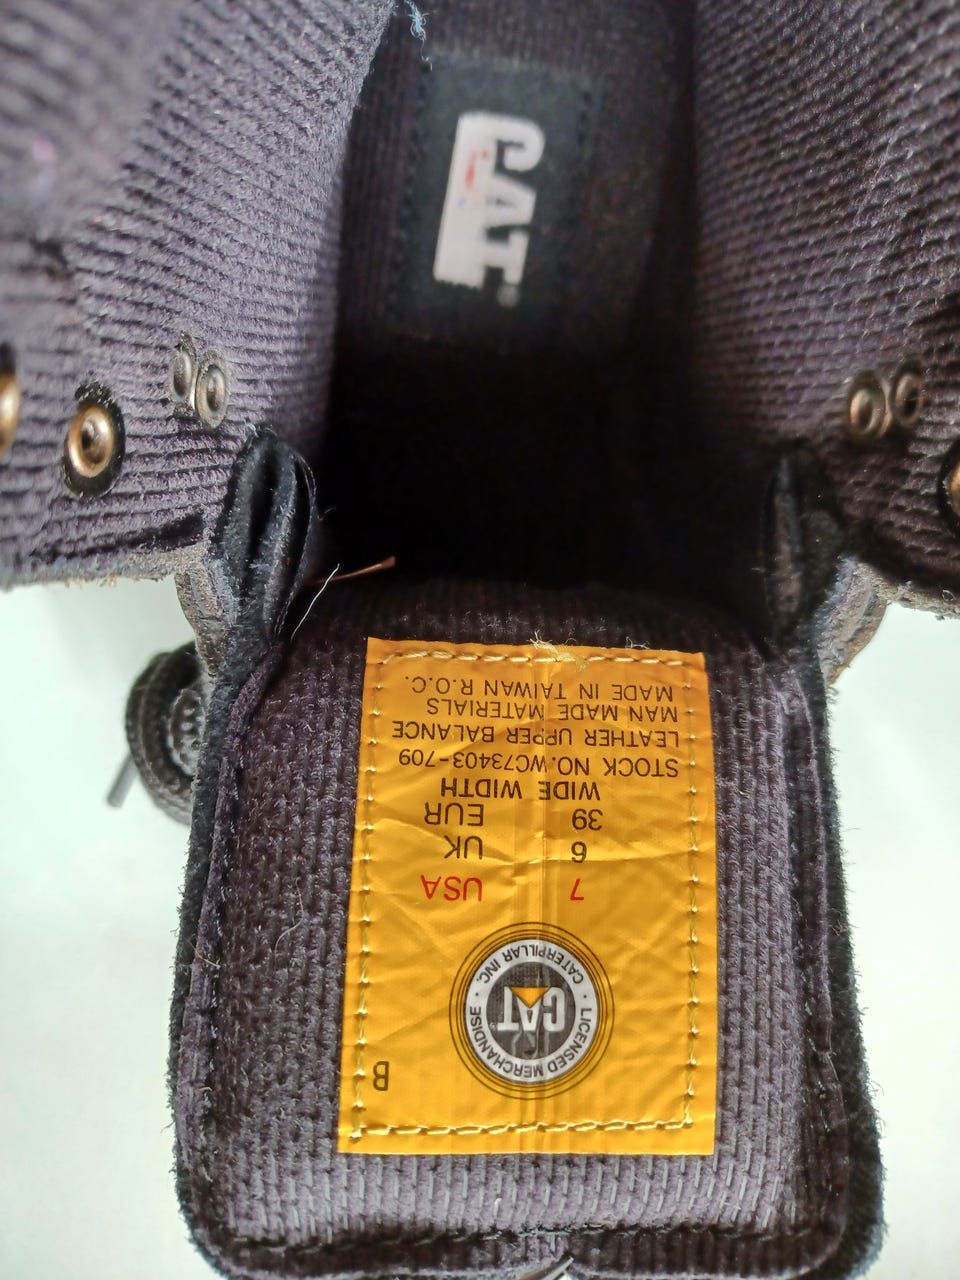 CAT
B
LICENSED MERCHANDISE · CATERPILLAR INC. ·
CAT
7 USA
6 UK
39 EUR
WIDE WIDTH
STOCK NO.WC73403-709
LEATHER UPPER BALANCE
MAN MADE MATERIALS
MADE IN TAIWAN R.O.C.